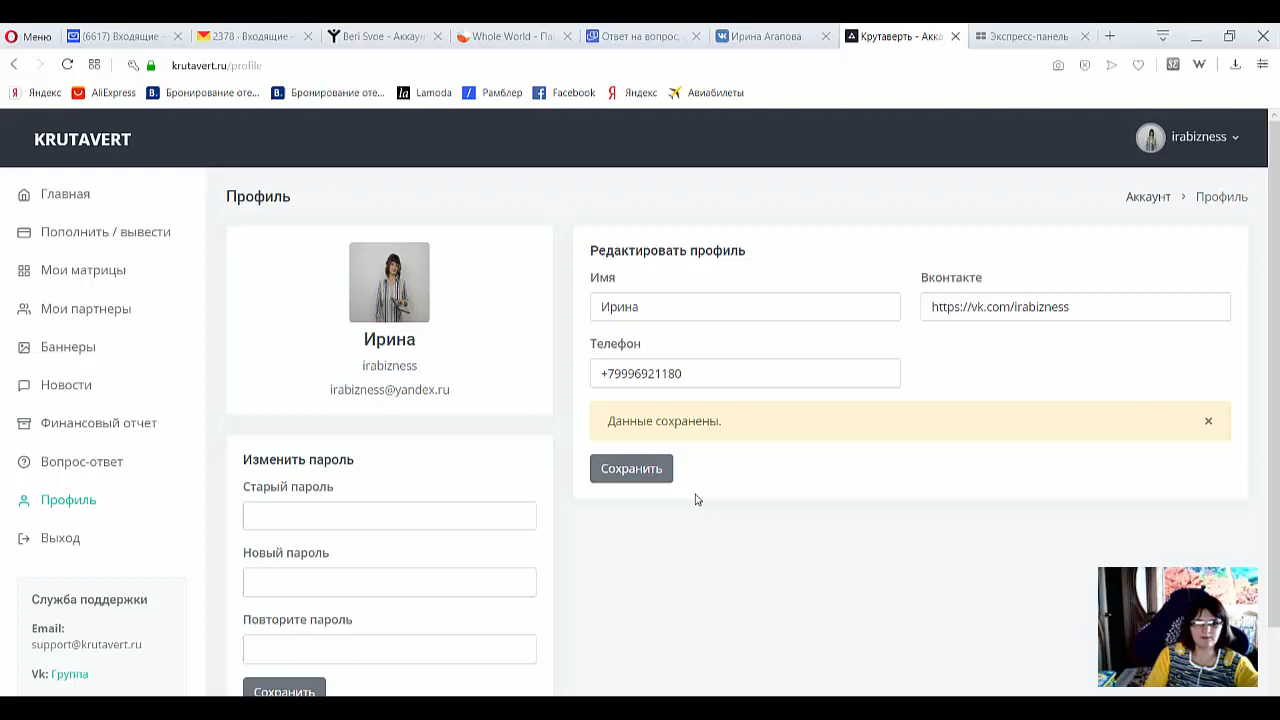 Меню
(6617) Входящие
2378 · Входящие
Beri Svoe - Аккаун
Whole World - Па
Ответ на вопрос.
Ирина Агапова
Крутаверть - Акка
Экспресс-панель
krutavert.ru/profile
Яндекс
AliExpress
Бронирование оте...
Бронирование оте...
Lamoda
Рамблер
Facebook
Яндекс
Авиабилеты
KRUTAVERT
irabizness
Главная
Пополнить / вывести
Мои матрицы
Мои партнеры
Баннеры
Новости
Финансовый отчет
Вопрос-ответ
Профиль
Выход
Служба поддержки
Email:
support@krutavert.ru
Vk: Группа
Профиль
Аккаунт > Профиль
Ирина
irabizness
irabizness@yandex.ru
Изменить пароль
Старый пароль
Новый пароль
Повторите пароль
Сохранить
Редактировать профиль
Имя
Ирина
Вконтакте
https://vk.com/irabizness
Телефон
+79996921180
Данные сохранены.
Сохранить